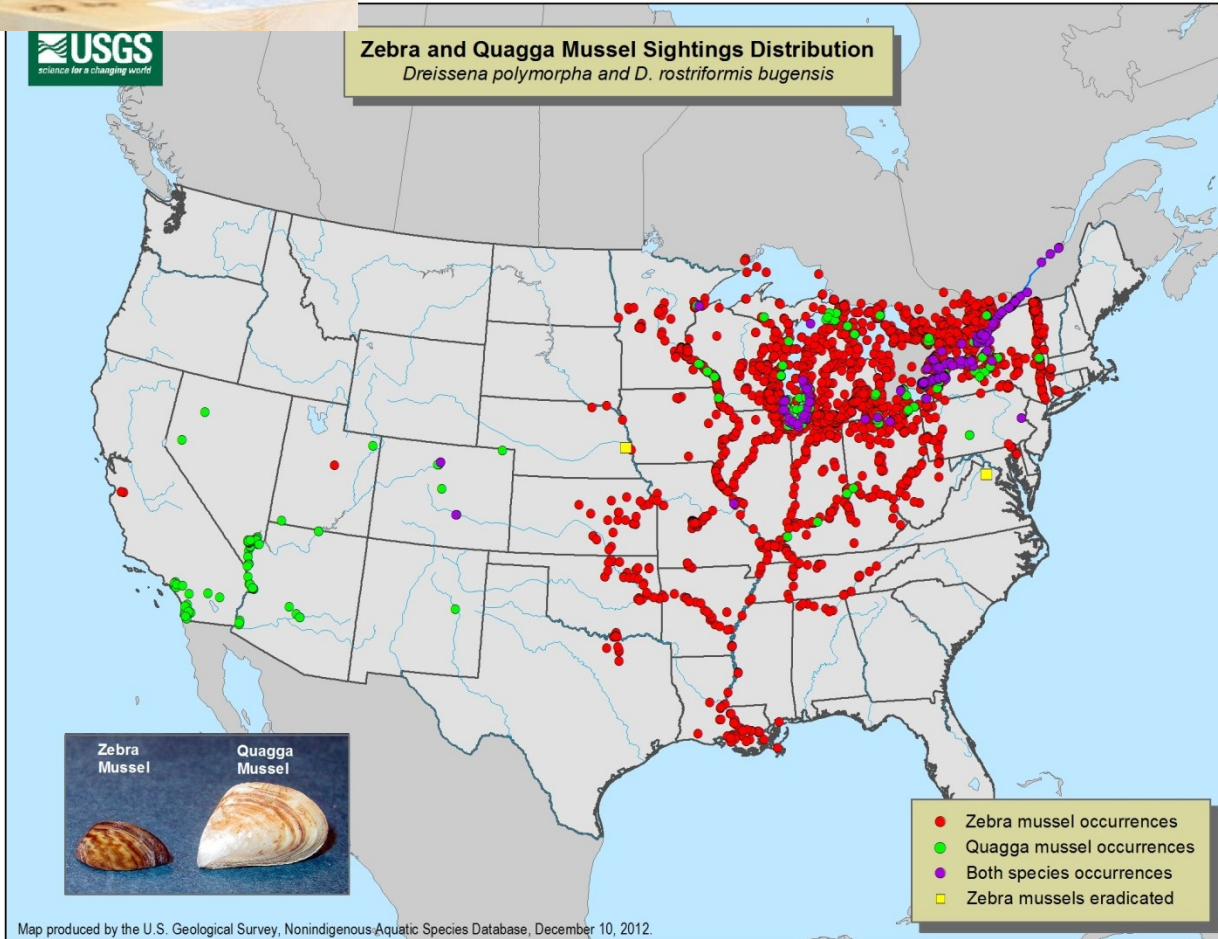 USGS
science for a changing world
Zebra and Quagga Mussel Sightings Distribution
Dreissena polymorpha and D. rostriformis bugensis
Zebra
Mussel
Quagga
Mussel
Zebra mussel occurrences
Quagga mussel occurrences
Both species occurrences
Zebra mussels eradicated
Map produced by the U.S. Geological Survey, Nonindigenous Aquatic Species Database, December 10, 2012.